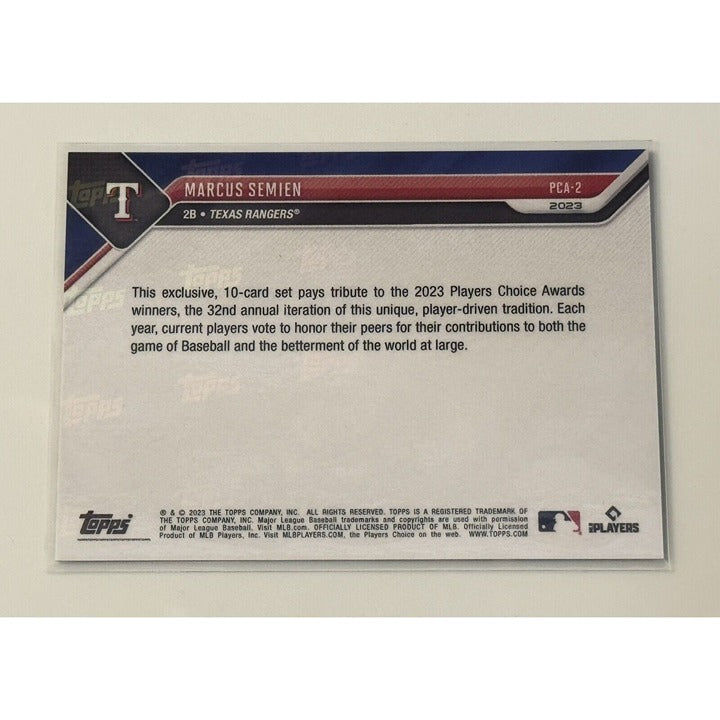 TOPPS
T
MARCUS SEMIEN
PCA-2
2B • TEXAS RANGERS®
2023
TOPPS
TOPPS
This exclusive, 10-card set pays tribute to the 2023 Players Choice Awards
winners, the 32nd annual iteration of this unique, player-driven tradition. Each
year, current players vote to honor their peers for their contributions to both the
game of Baseball and the betterment of the world at large.
TOPPS
TOPPS
TOPPS
® & © 2023 THE TOPPS COMPANY, INC. ALL RIGHTS RESERVED. TOPPS IS A REGISTERED TRADEMARK OF
THE TOPPS COMPANY, INC. Major League Baseball trademarks and copyrights are used with permission
of Major League Baseball. Visit MLB.com. OFFICIALLY LICENSED PRODUCT OF MLB. Officially Licensed
Product of MLB Players, Inc. Visit MLBPLAYERS.COM, the Players Choice on the web. WWW.TOPPS.COM
PLAYERS